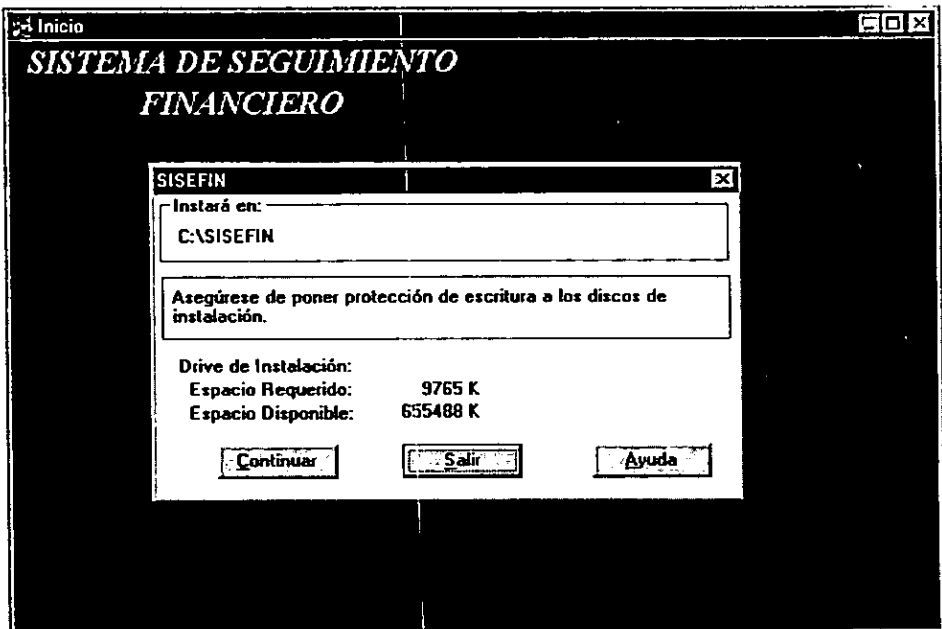 Inicio
SISTEMA DE SEGUIMIENTO
FINANCIERO
SISEFIN
Instará en:
C:\SISEFIN
Asegúrese de poner protección de escritura a los discos de
instalación.
Drive de Instalación:
Espacio Requerido: 9765 K
Espacio Disponible: 655488 K
Continuar Salir Ayuda